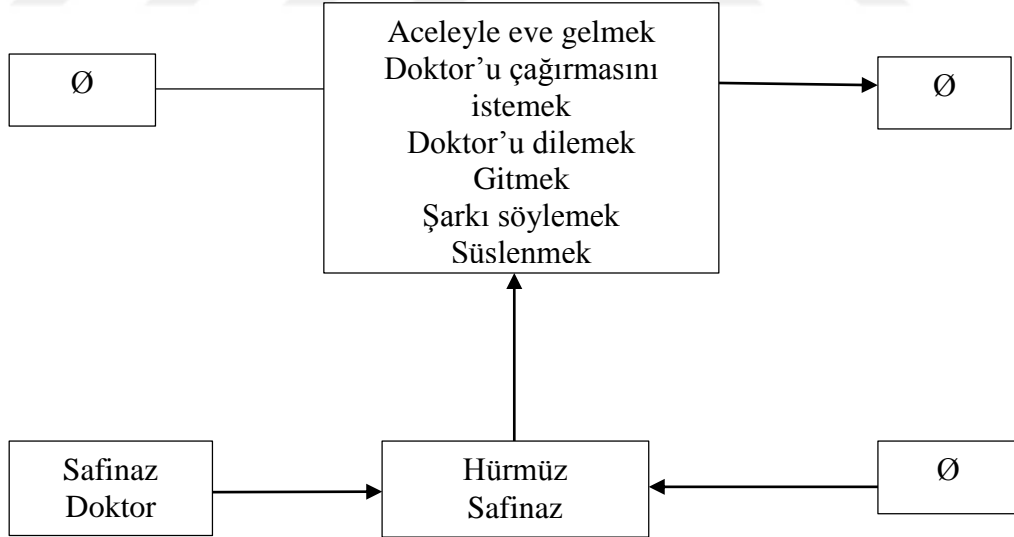 Ø
Aceleyle eve gelmek
Doktor’u çağırmasını
istemek
Doktor’u dilemek
Gitmek
Şarkı söylemek
Süslenmek
Ø
Safinaz
Doktor
Hürmüz
Safinaz
Ø